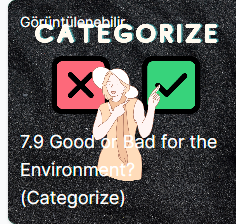 Görüntülenebilir
CATEGORIZE
7.9 Good or Bad for the
Environment?
(Categorize)